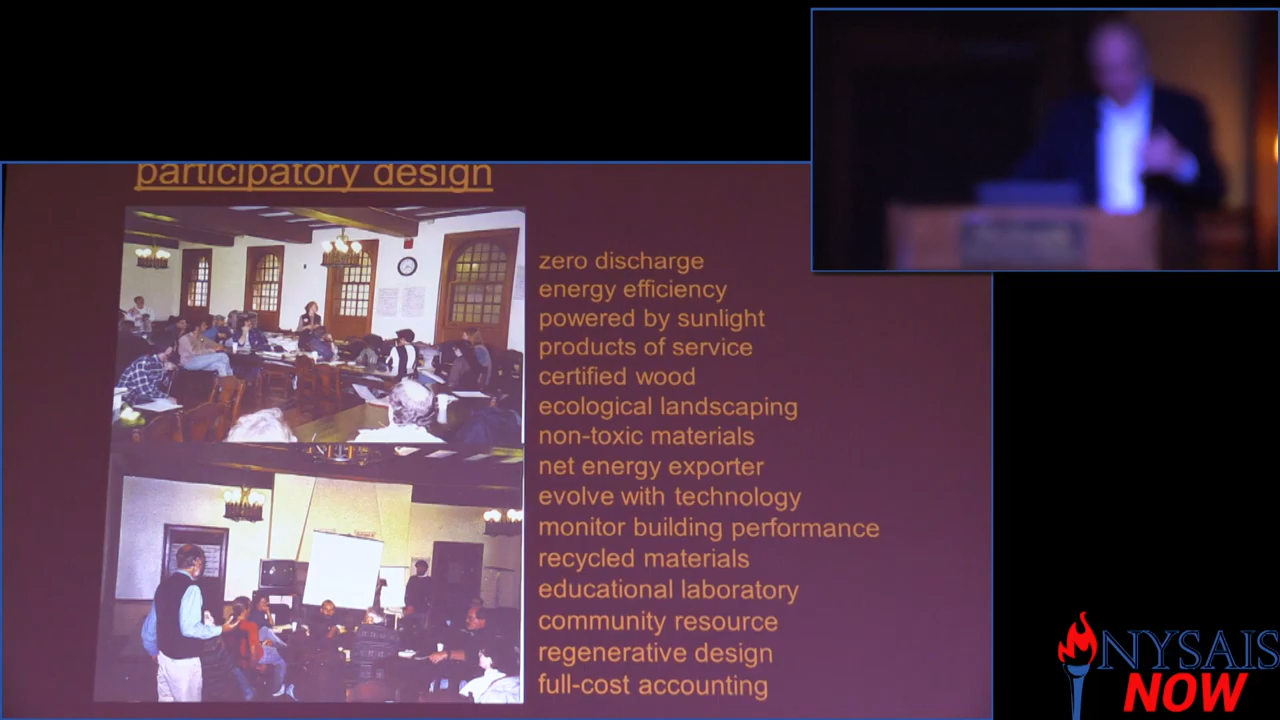 participatory design
zero discharge
energy efficiency
powered by sunlight
products of service
certified wood
ecological landscaping
non-toxic materials
net energy exporter
evolve with technology
monitor building performance
recycled materials
educational laboratory
community resource
regenerative design
full-cost accounting
NYSAIS
NOW